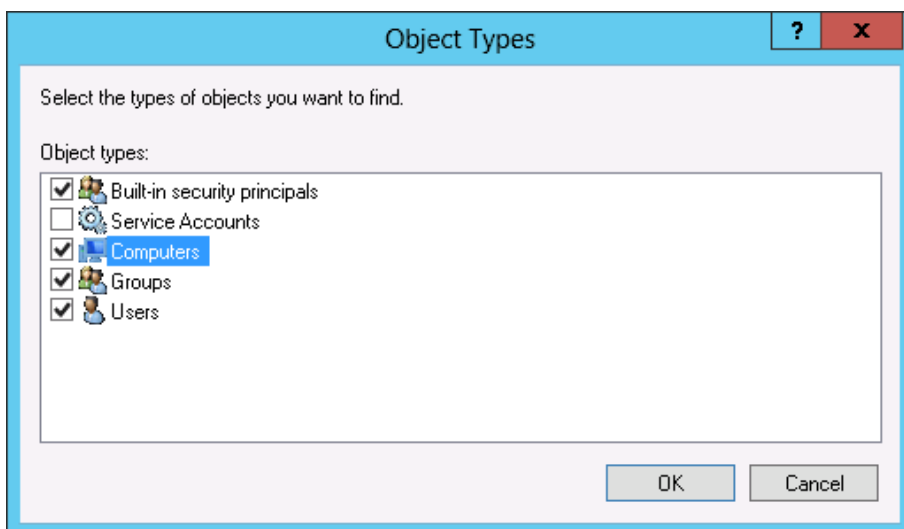 Object Types
?
x
Select the types of objects you want to find.
Object types:
Built-in security principals
Service Accounts
Computers
Groups
Users
OK
Cancel